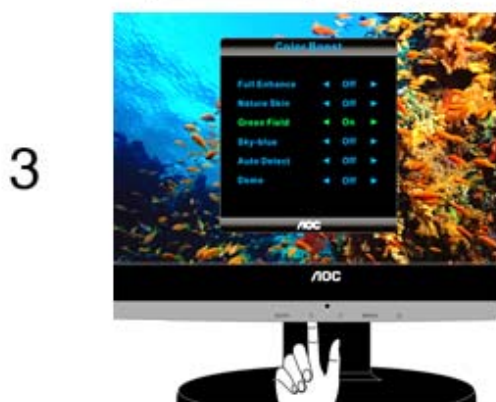 3
Color Boost
Full Enhance ◄ Off ►
Nature Skin ◄ Off ►
Green Field ◄ On ►
Sky-blue ◄ Off ►
Auto Detect ◄ Off ►
Demo ◄ Off ►
AOC
AOC
MENU